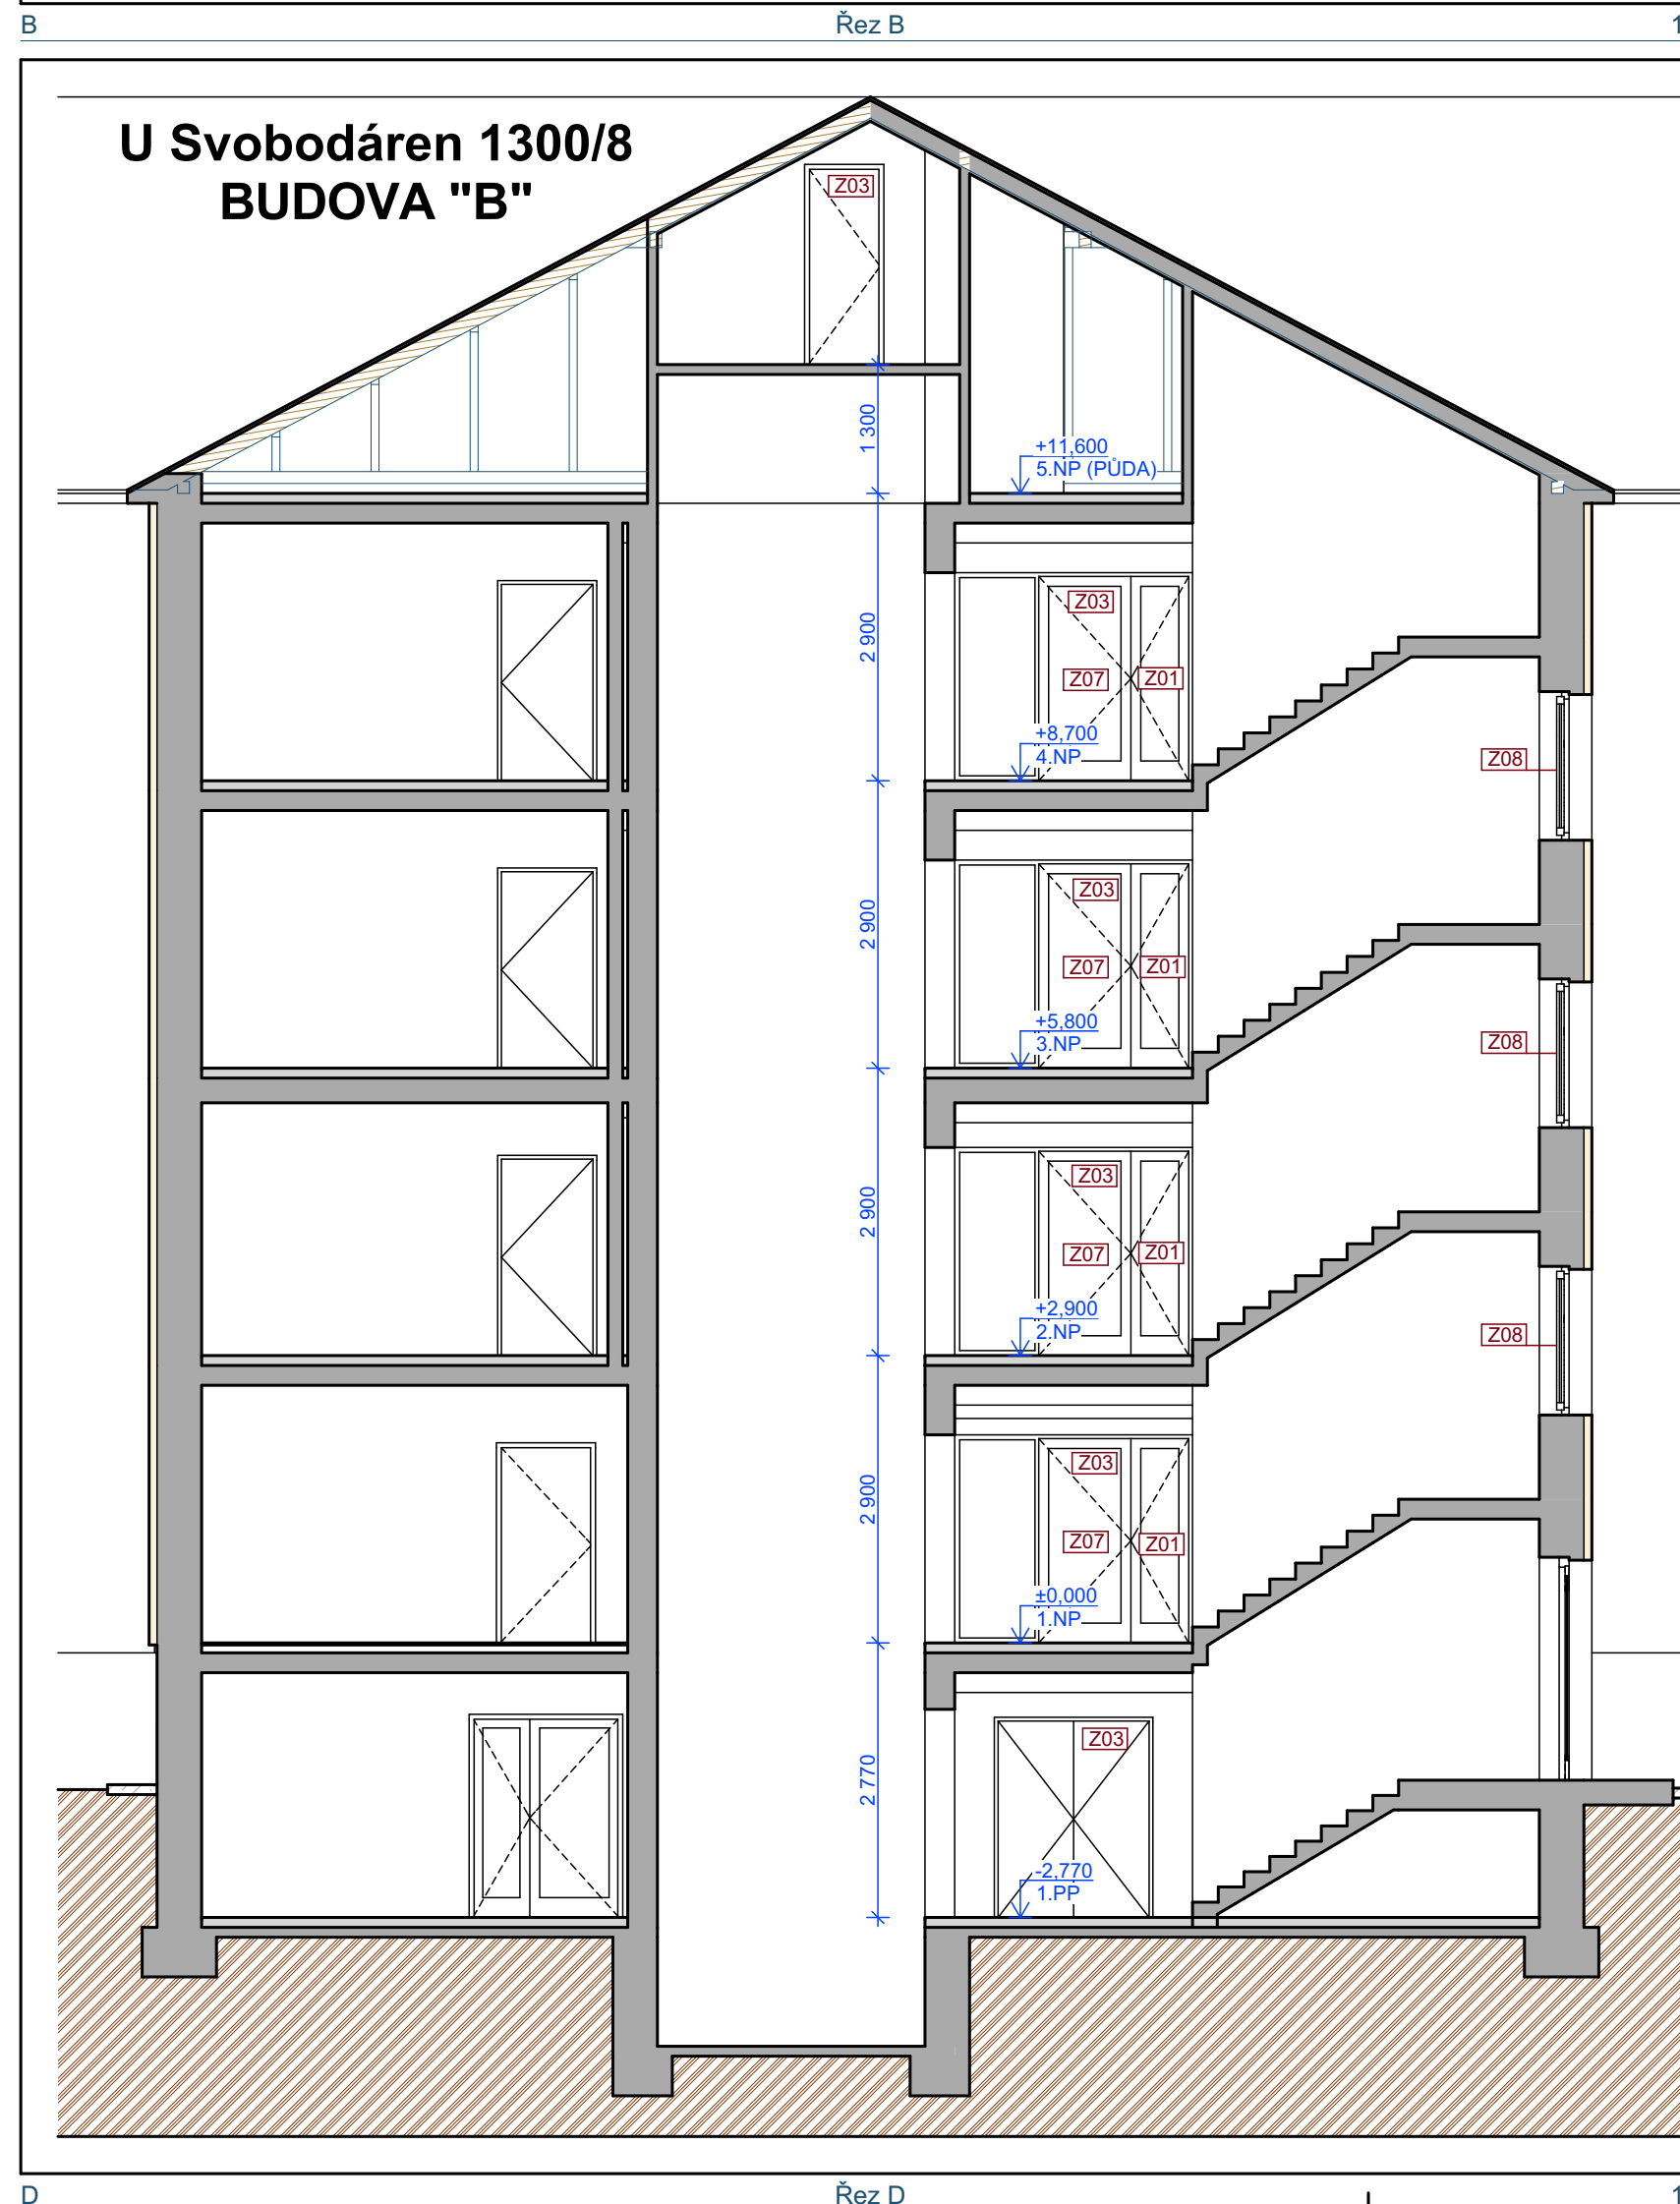 B Řez B 1
U Svobodáren 1300/8
BUDOVA "B"
Z03
1 300
+11,600
5.NP (PŮDA)
2 900
Z03
Z07 Z01
+8,700
4.NP
Z08
2 900
Z03
Z07 Z01
+5,800
3.NP
Z08
2 900
Z03
Z07 Z01
+2,900
2.NP
Z08
2 900
Z03
Z07 Z01
±0,000
1.NP
2 770
Z03
-2,770
1.PP
D Řez D 1